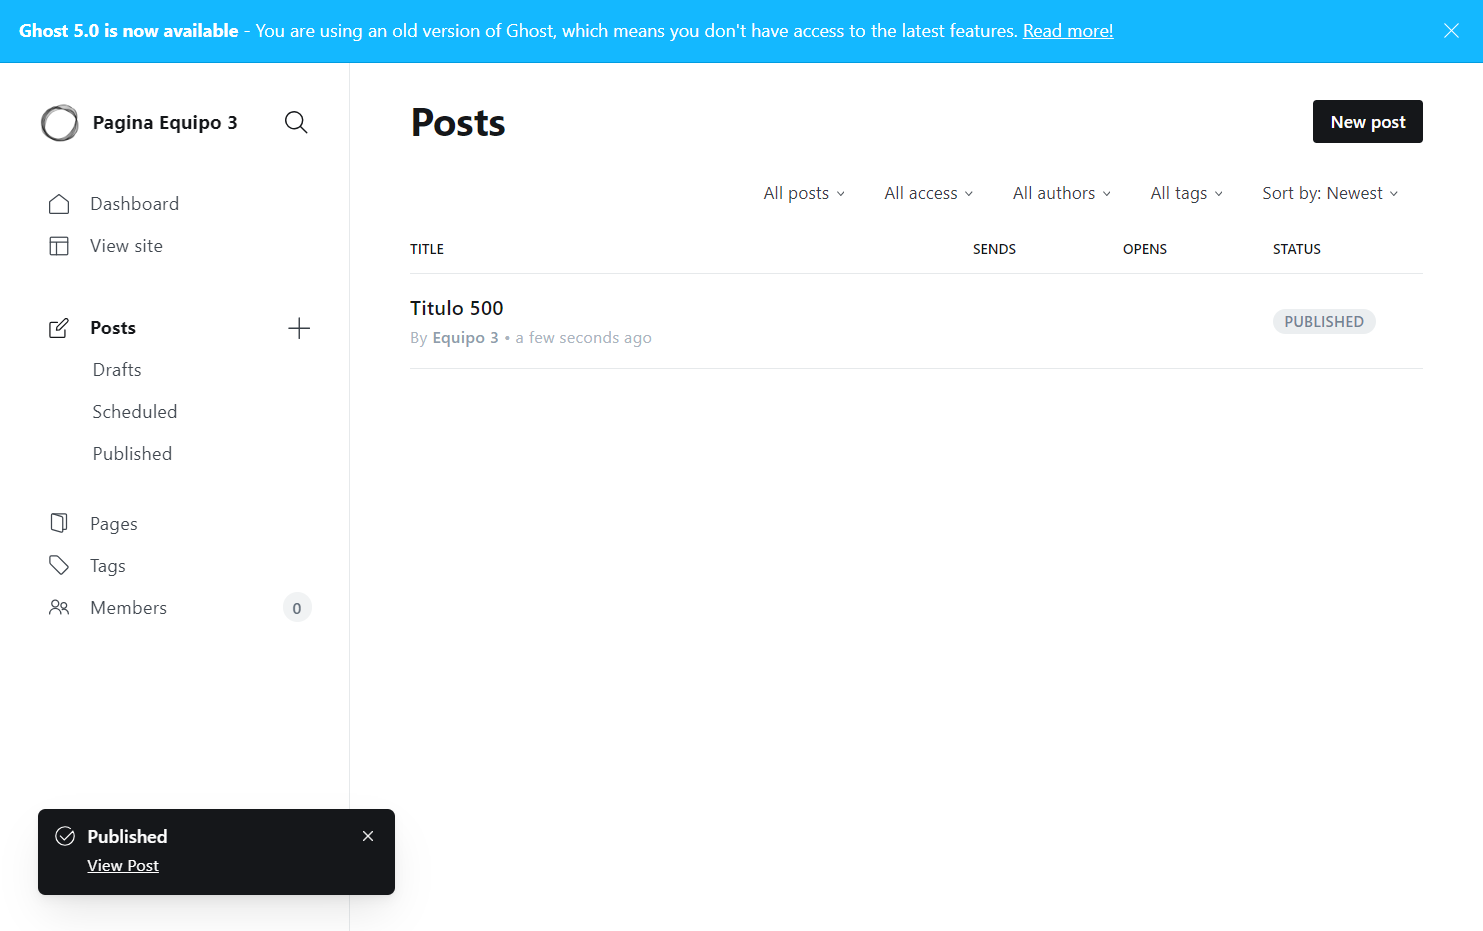 Ghost 5.0 is now available - You are using an old version of Ghost, which means you don't have access to the latest features. Read more!
Pagina Equipo 3
Dashboard
View site
Posts
Drafts
Scheduled
Published
Pages
Tags
Members 0
Posts
New post
All posts All access All authors All tags Sort by: Newest
TITLE SENDS OPENS STATUS
Titulo 500
By Equipo 3 • a few seconds ago
PUBLISHED
Published
View Post